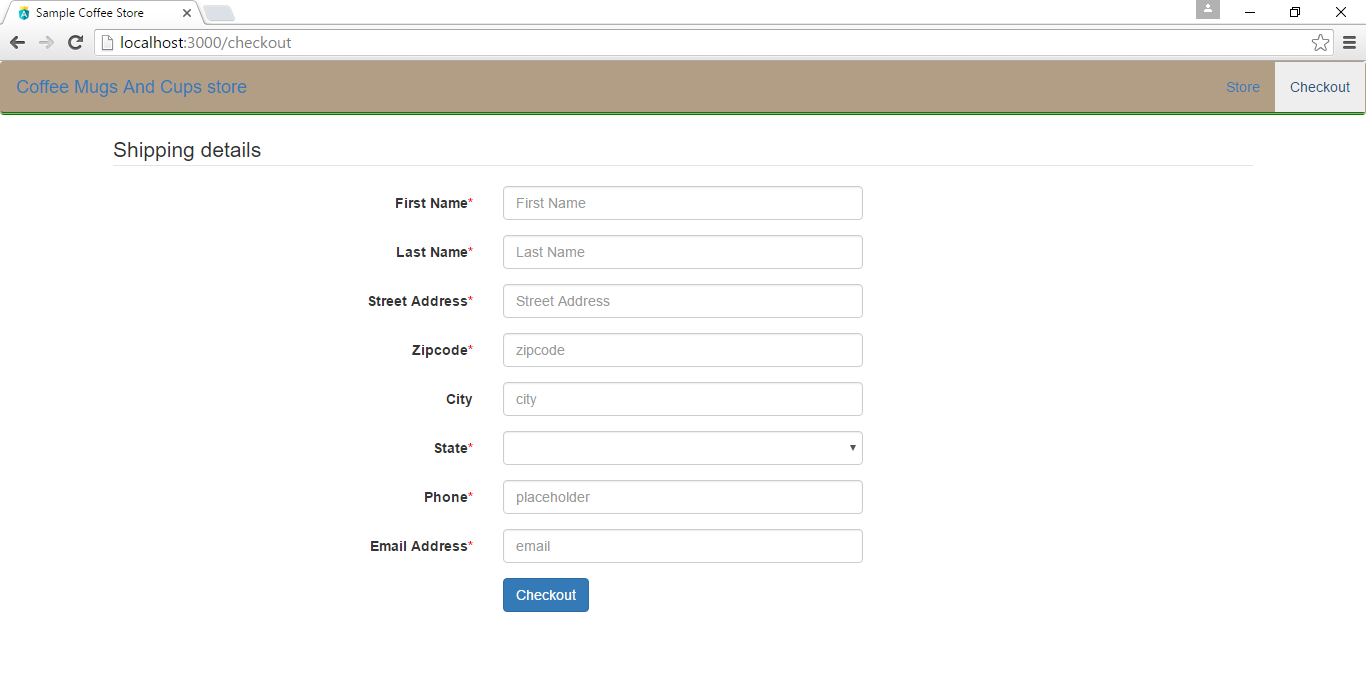 Sample Coffee Store
localhost:3000/checkout
Coffee Mugs And Cups store Store Checkout
Shipping details
First Name* First Name
Last Name* Last Name
Street Address* Street Address
Zipcode* zipcode
City city
State*
Phone* placeholder
Email Address* email
Checkout